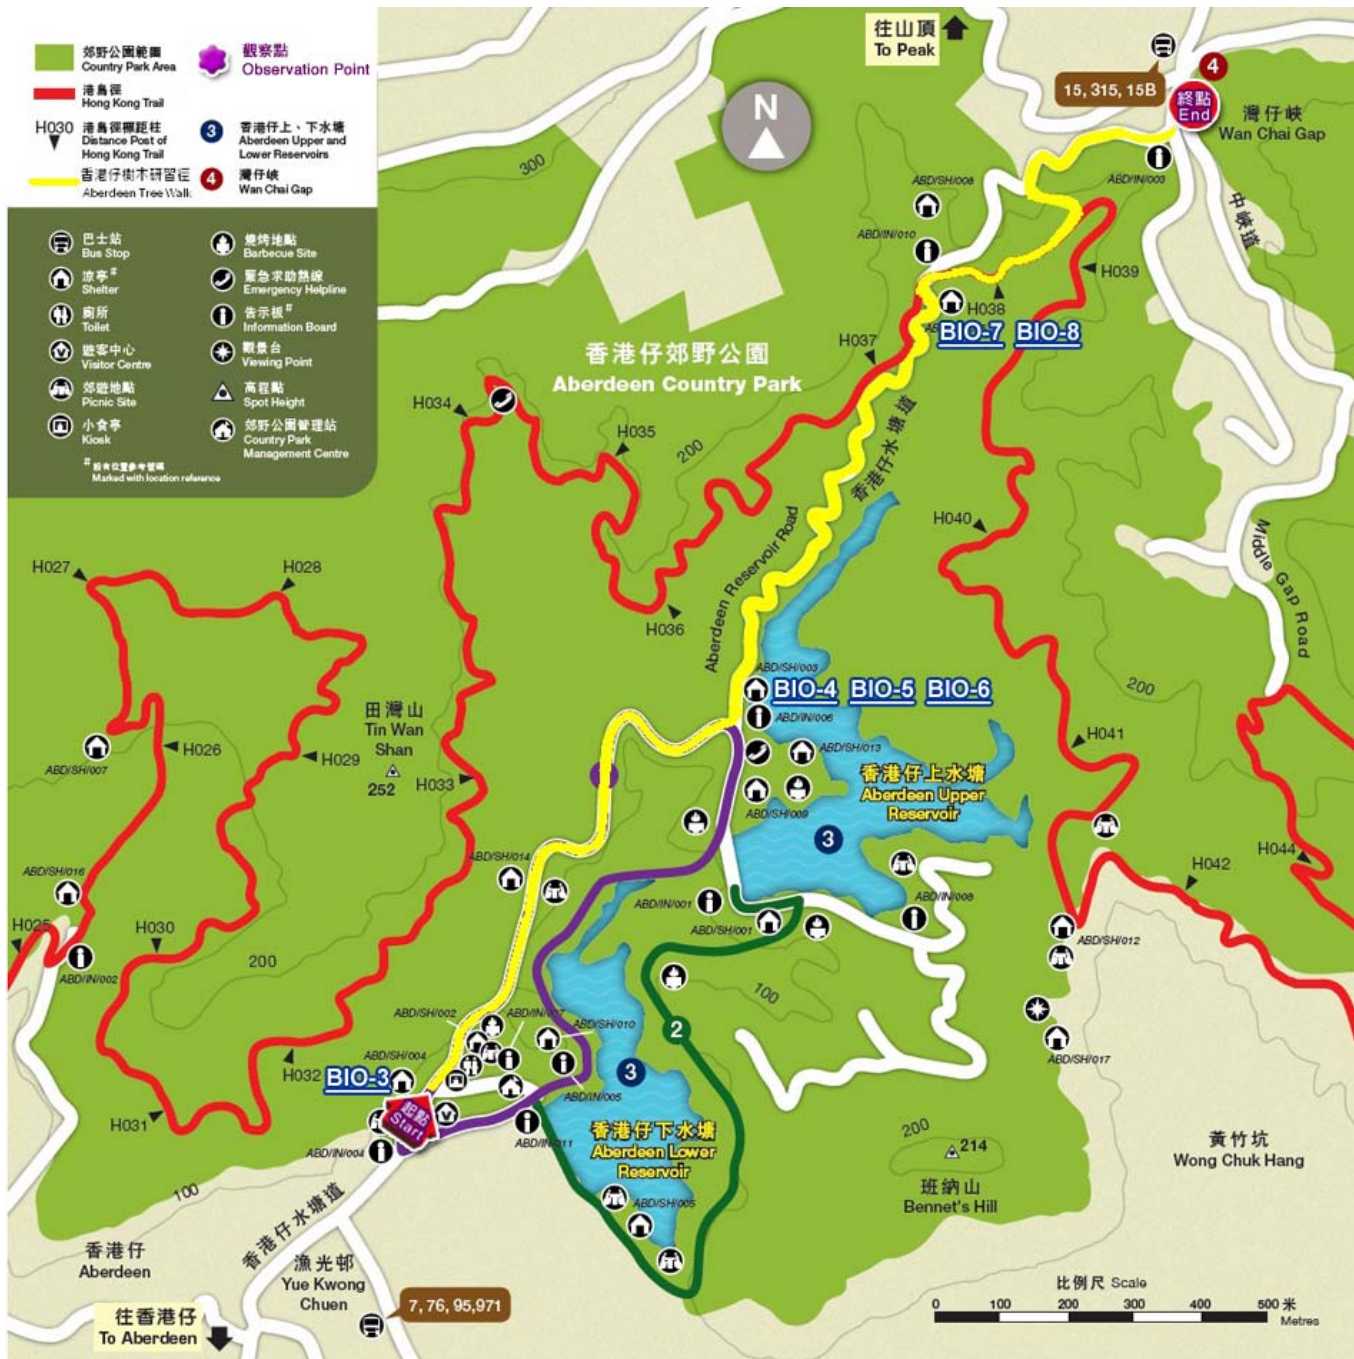 郊野公園範圍
Country Park Area
港島徑
Hong Kong Trail
H030
港島徑標距柱
Distance Post of
Hong Kong Trail
香港仔樹木研習徑
Aberdeen Tree Walk
觀察點
Observation Point
3
香港仔上、下水塘
Aberdeen Upper and
Lower Reservoirs
4
灣仔峽
Wan Chai Gap
巴士站
Bus Stop
涼亭#
Shelter
廁所
Toilet
遊客中心
Visitor Centre
郊遊地點
Picnic Site
小食亭
Kiosk
燒烤地點
Barbecue Site
緊急求助熱線
Emergency Helpline
告示板#
Information Board
觀景台
Viewing Point
高程點
Spot Height
郊野公園管理站
Country Park
Management Centre
# 設有位置參考號碼
Marked with location reference
往山頂
To Peak
N
15, 315, 15B
4
終點
End
灣仔峽
Wan Chai Gap
300
ABD/SH/008
ABD/IN/003
ABD/IN/010
中峽道
H039
H038
BIO-7 BIO-8
H037
香港仔郊野公園
Aberdeen Country Park
H034
H035
200
香港仔水塘道
Aberdeen Reservoir Road
H040
Middle Gap Road
H027
H028
H036
ABD/SH/003
BIO-4 BIO-5 BIO-6
200
ABD/IN/006
田灣山
Tin Wan
Shan
252
H026
H029
H033
ABD/SH/007
ABD/SH/013
H041
香港仔上水塘
Aberdeen Upper
Reservoir
ABD/SH/009
3
ABD/SH/014
ABD/SH/016
H044
H042
ABD/IN/008
ABD/IN/001
ABD/SH/001
H025
H030
ABD/SH/012
ABD/IN/002
200
100
ABD/SH/002
ABD/IN/007
ABD/SH/010
2
ABD/SH/004
ABD/SH/017
H032
BIO-3
3
ABD/IN/005
起點
Start
H031
ABD/IN/011
香港仔下水塘
Aberdeen Lower
Reservoir
200
214
黃竹坑
Wong Chuk Hang
ABD/IN/004
班納山
Bennet's Hill
100
ABD/SH/005
香港仔水塘道
香港仔
Aberdeen
漁光邨
Yue Kwong
Chuen
7, 76, 95,971
往香港仔
To Aberdeen
比例尺 Scale
0 100 200 300 400 500 米
Metres